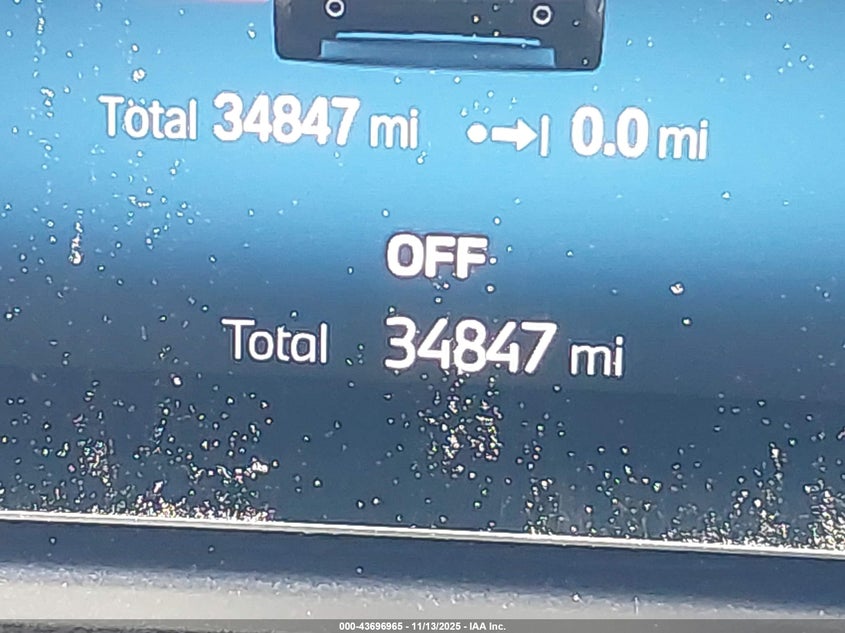 Total 34847 mi 0.0 mi
OFF
Total 34847 mi
000-43696965 - 11/13/2025 - IAA Inc.